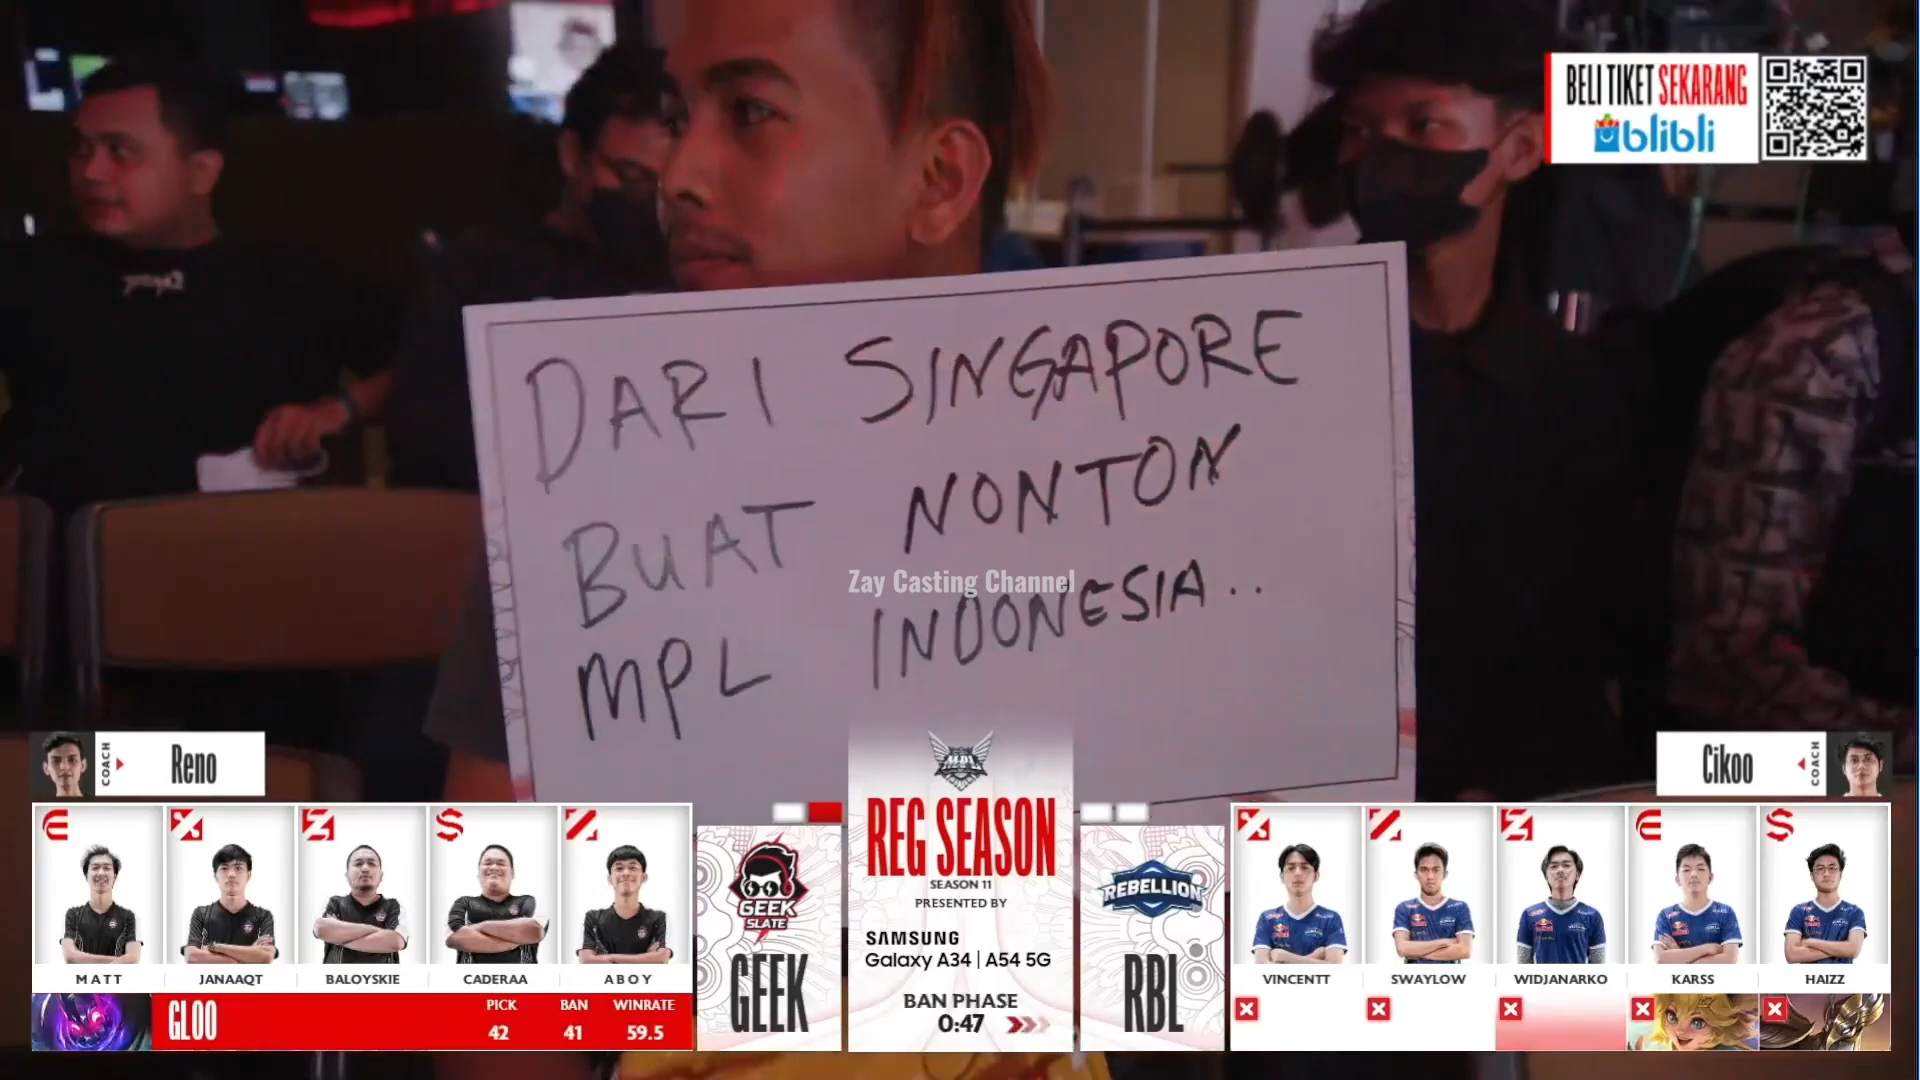 BELI TIKET SEKARANG
blibli
DARI SINGAPORE
BUAT NONTON
MPL INDONESIA..
Zay Casting Channel
COACH
Reno
Cikoo
COACH
MATT
JANAAQT
BALOYSKIE
CADERAA
ABOY
GLOO
PICK
42
BAN
41
WINRATE
59.5
GEEK
SLATE
GEEK
REG SEASON
SEASON 11
PRESENTED BY
SAMSUNG
Galaxy A34 | A54 5G
BAN PHASE
0:47
REBELLION
RBL
VINCENTT
SWAYLOW
WIDJANARKO
KARSS
HAIZZ